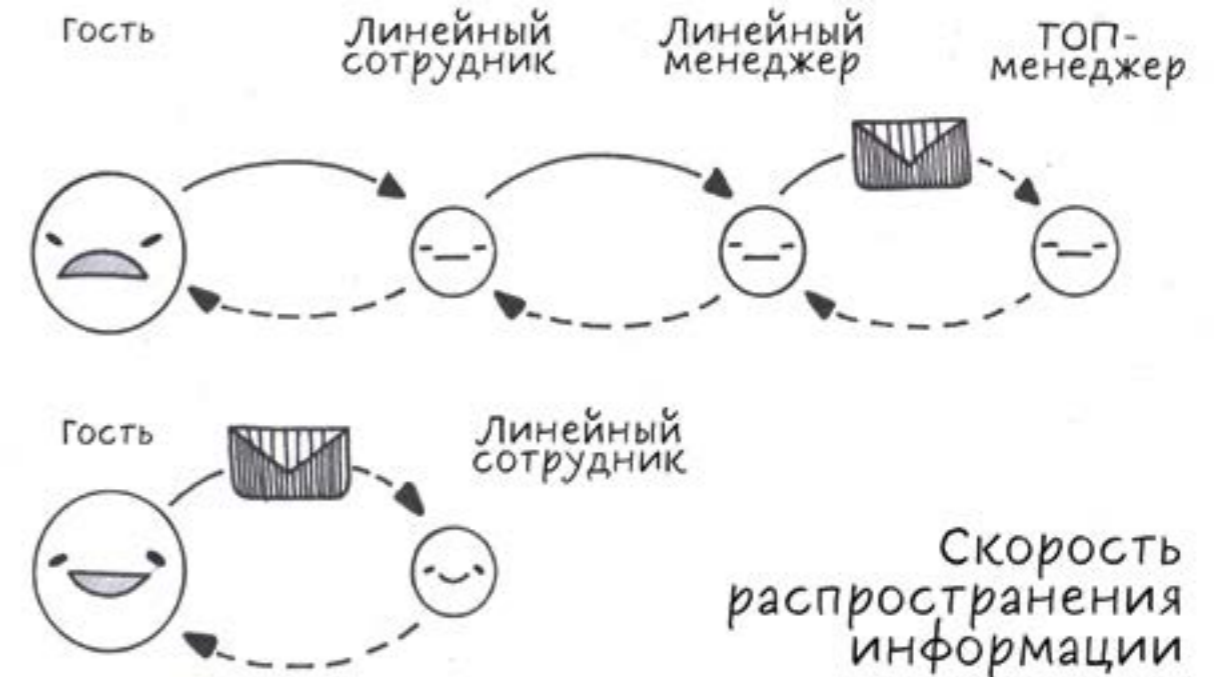 Гость
Линейный
сотрудник
Линейный
менеджер
ТОП-
менеджер
Гость
Линейный
сотрудник
Скорость
распространения
информации